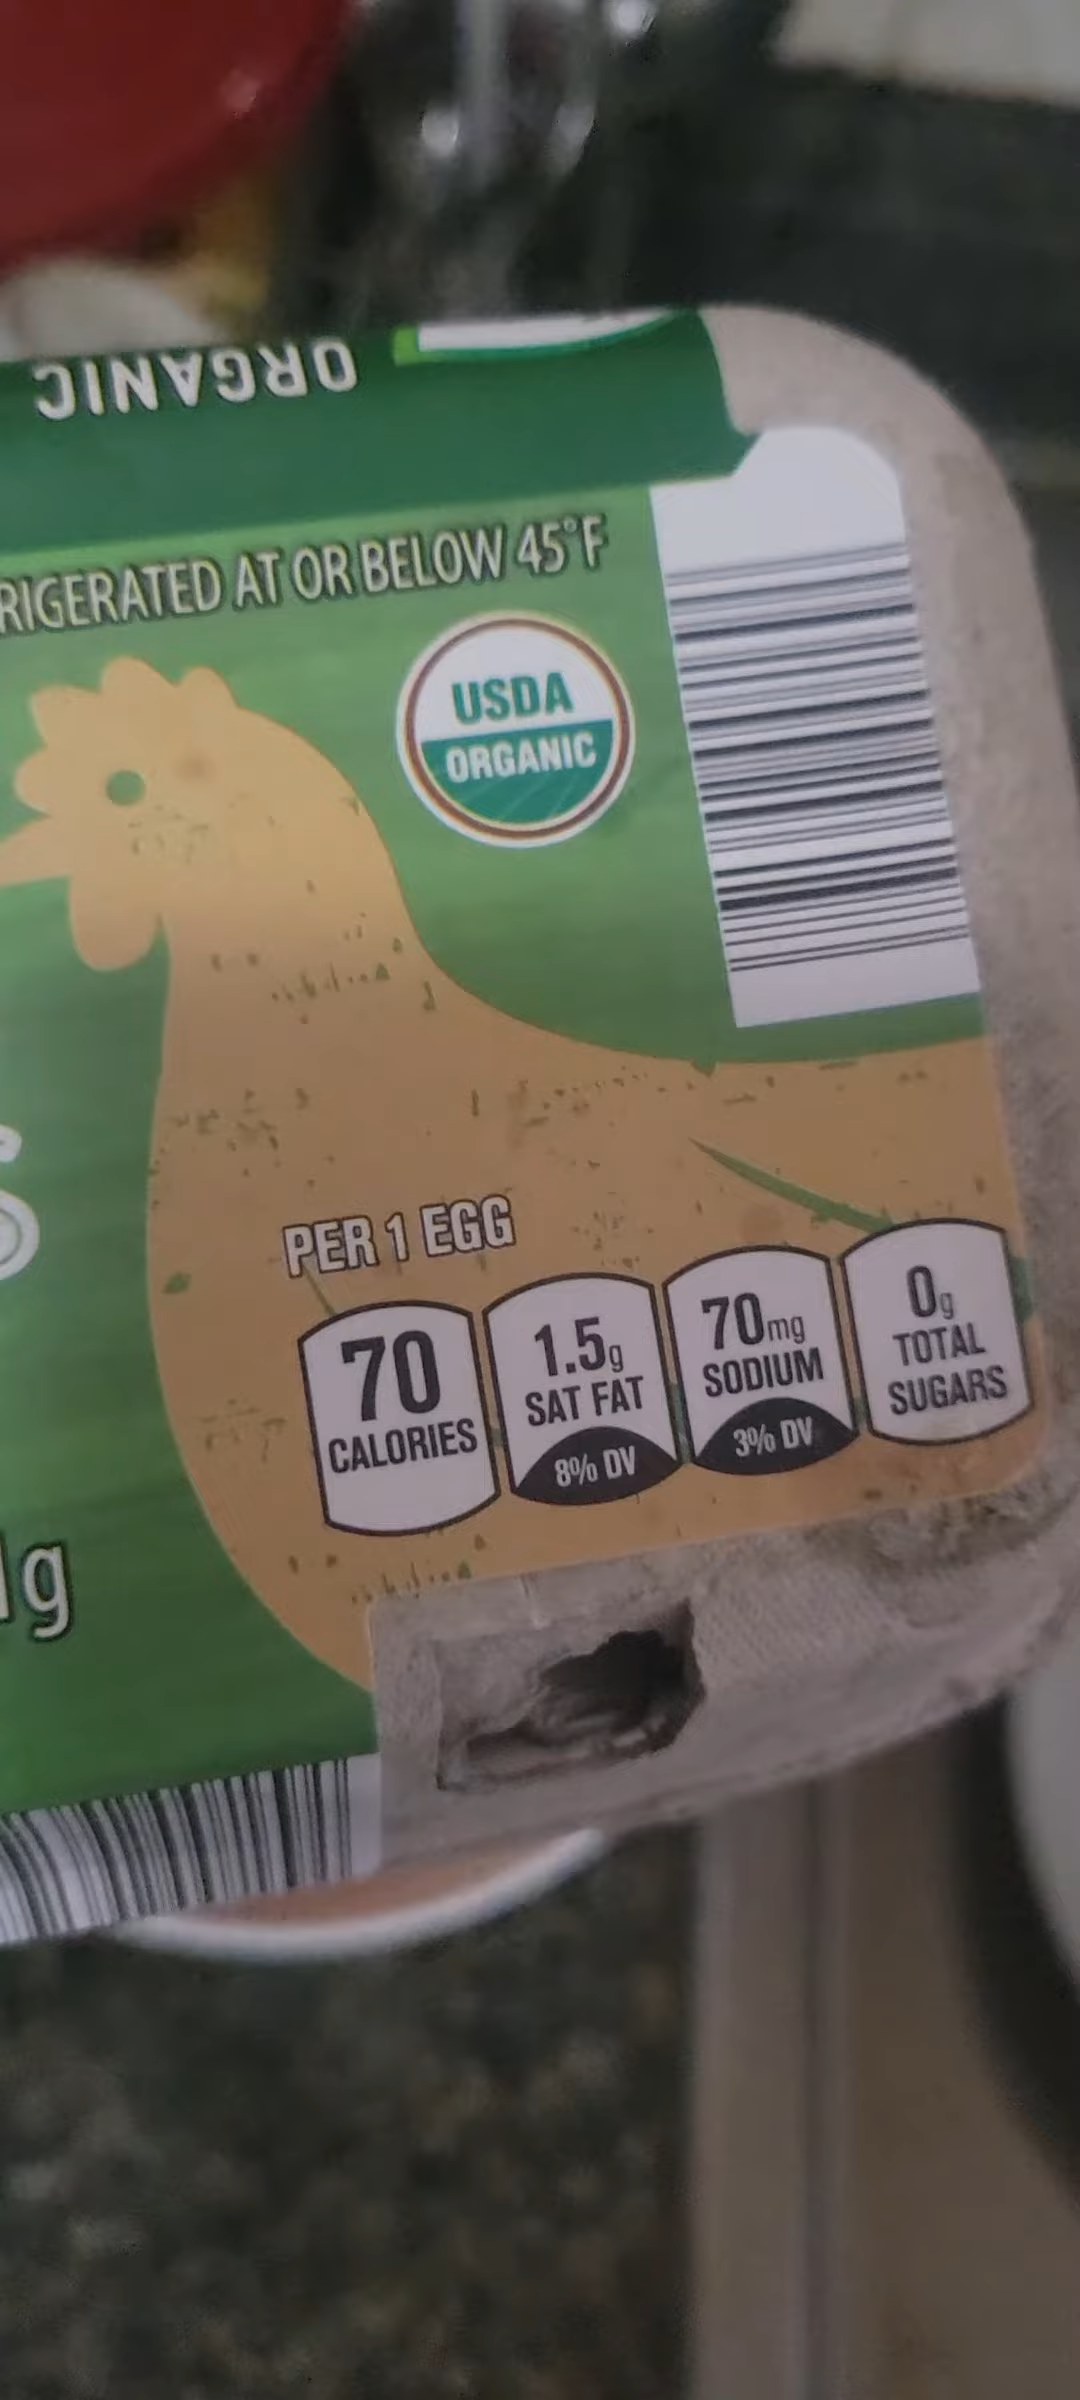 ORGANIC
RIGERATED AT OR BELOW 45°F
USDA
ORGANIC
PER 1 EGG
70
CALORIES
1.5g
SAT FAT
8% DV
70mg
SODIUM
3% DV
0g
TOTAL
SUGARS